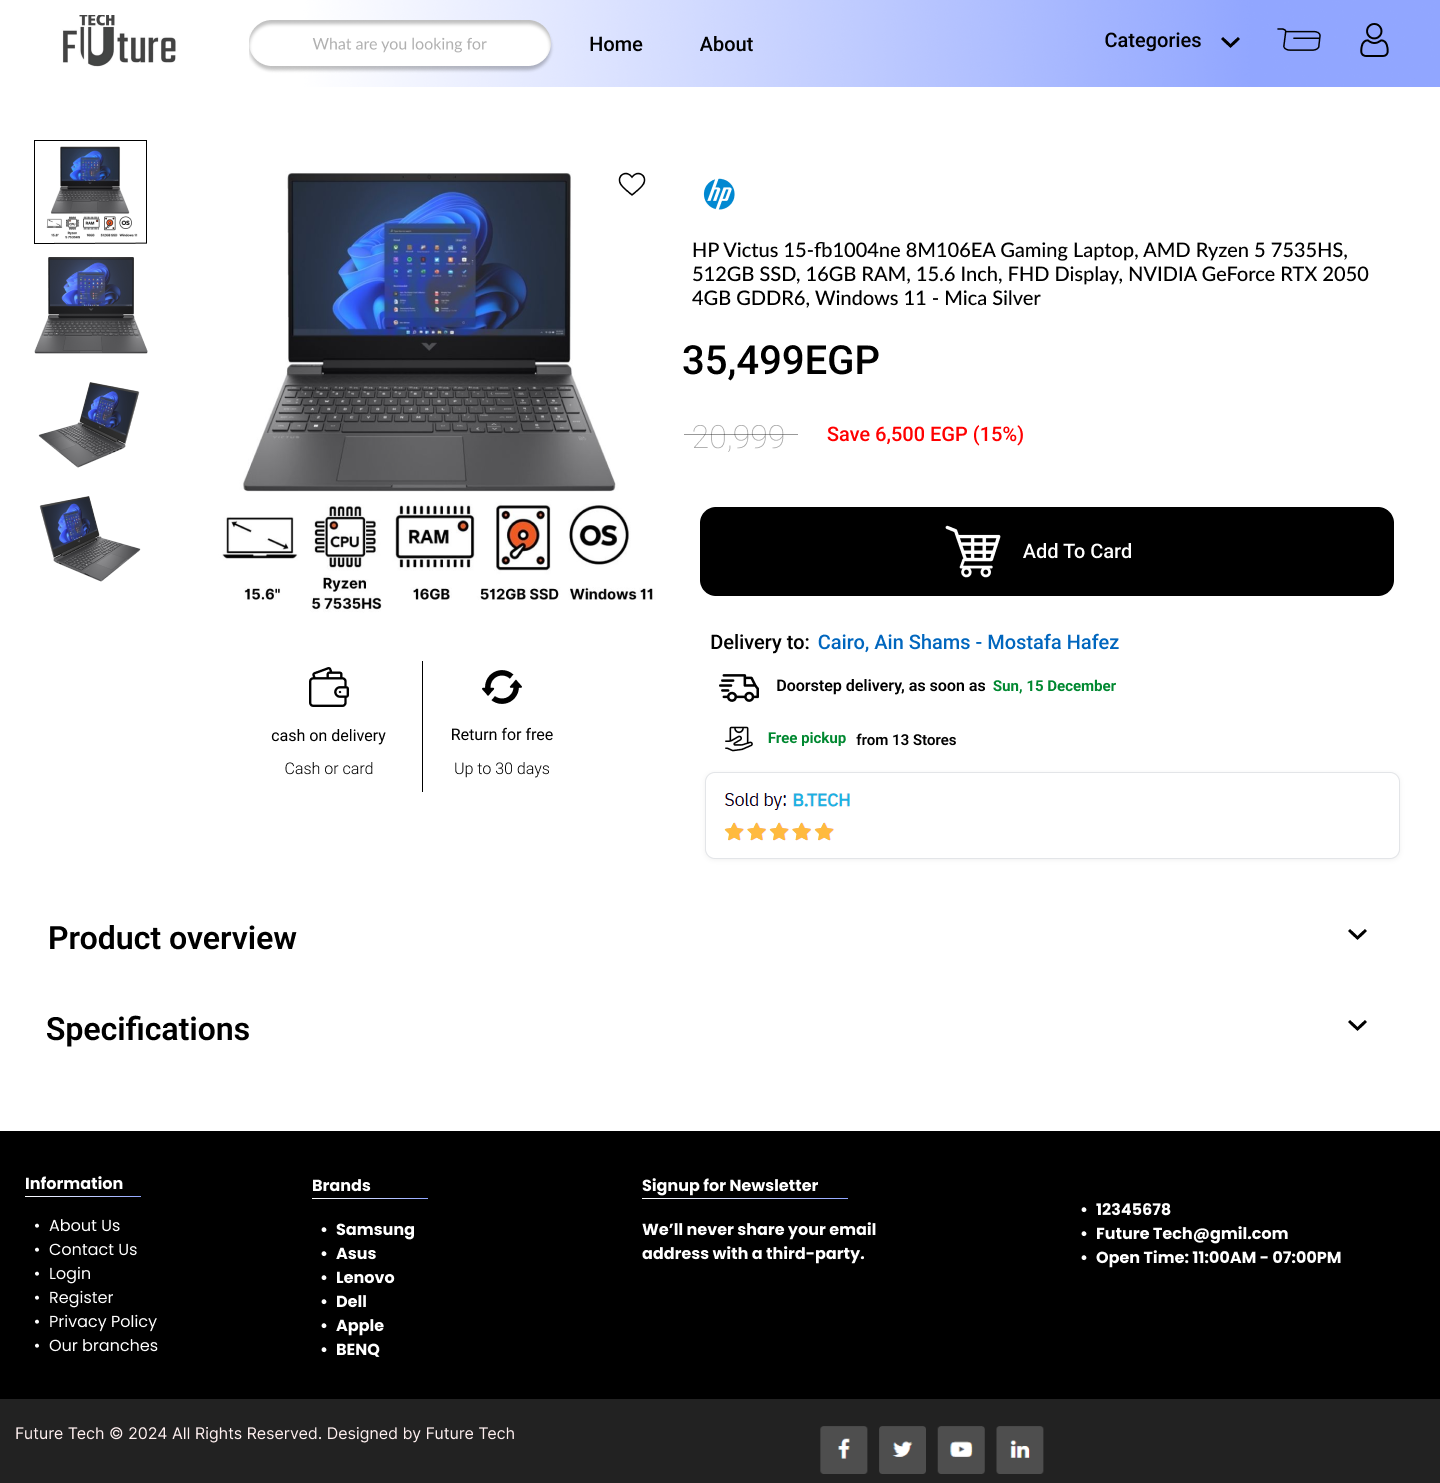 TECH
FUture
What are you looking for
Home
About
Categories
hp
HP Victus 15-fb1004ne 8M106EA Gaming Laptop, AMD Ryzen 5 7535HS,
512GB SSD, 16GB RAM, 15.6 Inch, FHD Display, NVIDIA GeForce RTX 2050
4GB GDDR6, Windows 11 - Mica Silver
35,499EGP
20,999
Save 6,500 EGP (15%)
CPU
RAM
OS
15.6"
Ryzen
5 7535HS
16GB
512GB SSD
Windows 11
Add To Card
Delivery to: Cairo, Ain Shams - Mostafa Hafez
Doorstep delivery, as soon as Sun, 15 December
Free pickup from 13 Stores
cash on delivery
Cash or card
Return for free
Up to 30 days
Sold by: B.TECH
Product overview
Specifications
Information
• About Us
• Contact Us
• Login
• Register
• Privacy Policy
• Our branches
Brands
• Samsung
• Asus
• Lenovo
• Dell
• Apple
• BENQ
Signup for Newsletter
We’ll never share your email
address with a third-party.
• 12345678
• Future Tech@gmil.com
• Open Time: 11:00AM - 07:00PM
Future Tech © 2024 All Rights Reserved. Designed by Future Tech